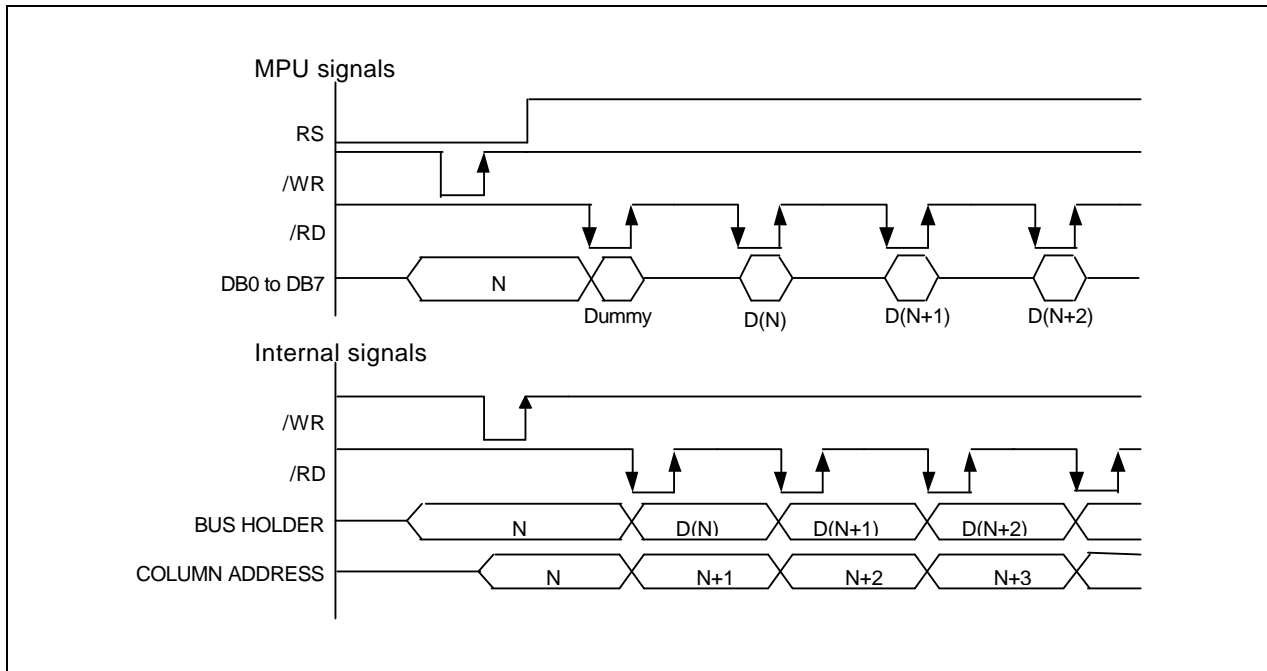 MPU signals
RS
/WR
/RD
DB0 to DB7
N
Dummy
D(N)
D(N+1)
D(N+2)
Internal signals
/WR
/RD
BUS HOLDER
N
D(N)
D(N+1)
D(N+2)
COLUMN ADDRESS
N
N+1
N+2
N+3